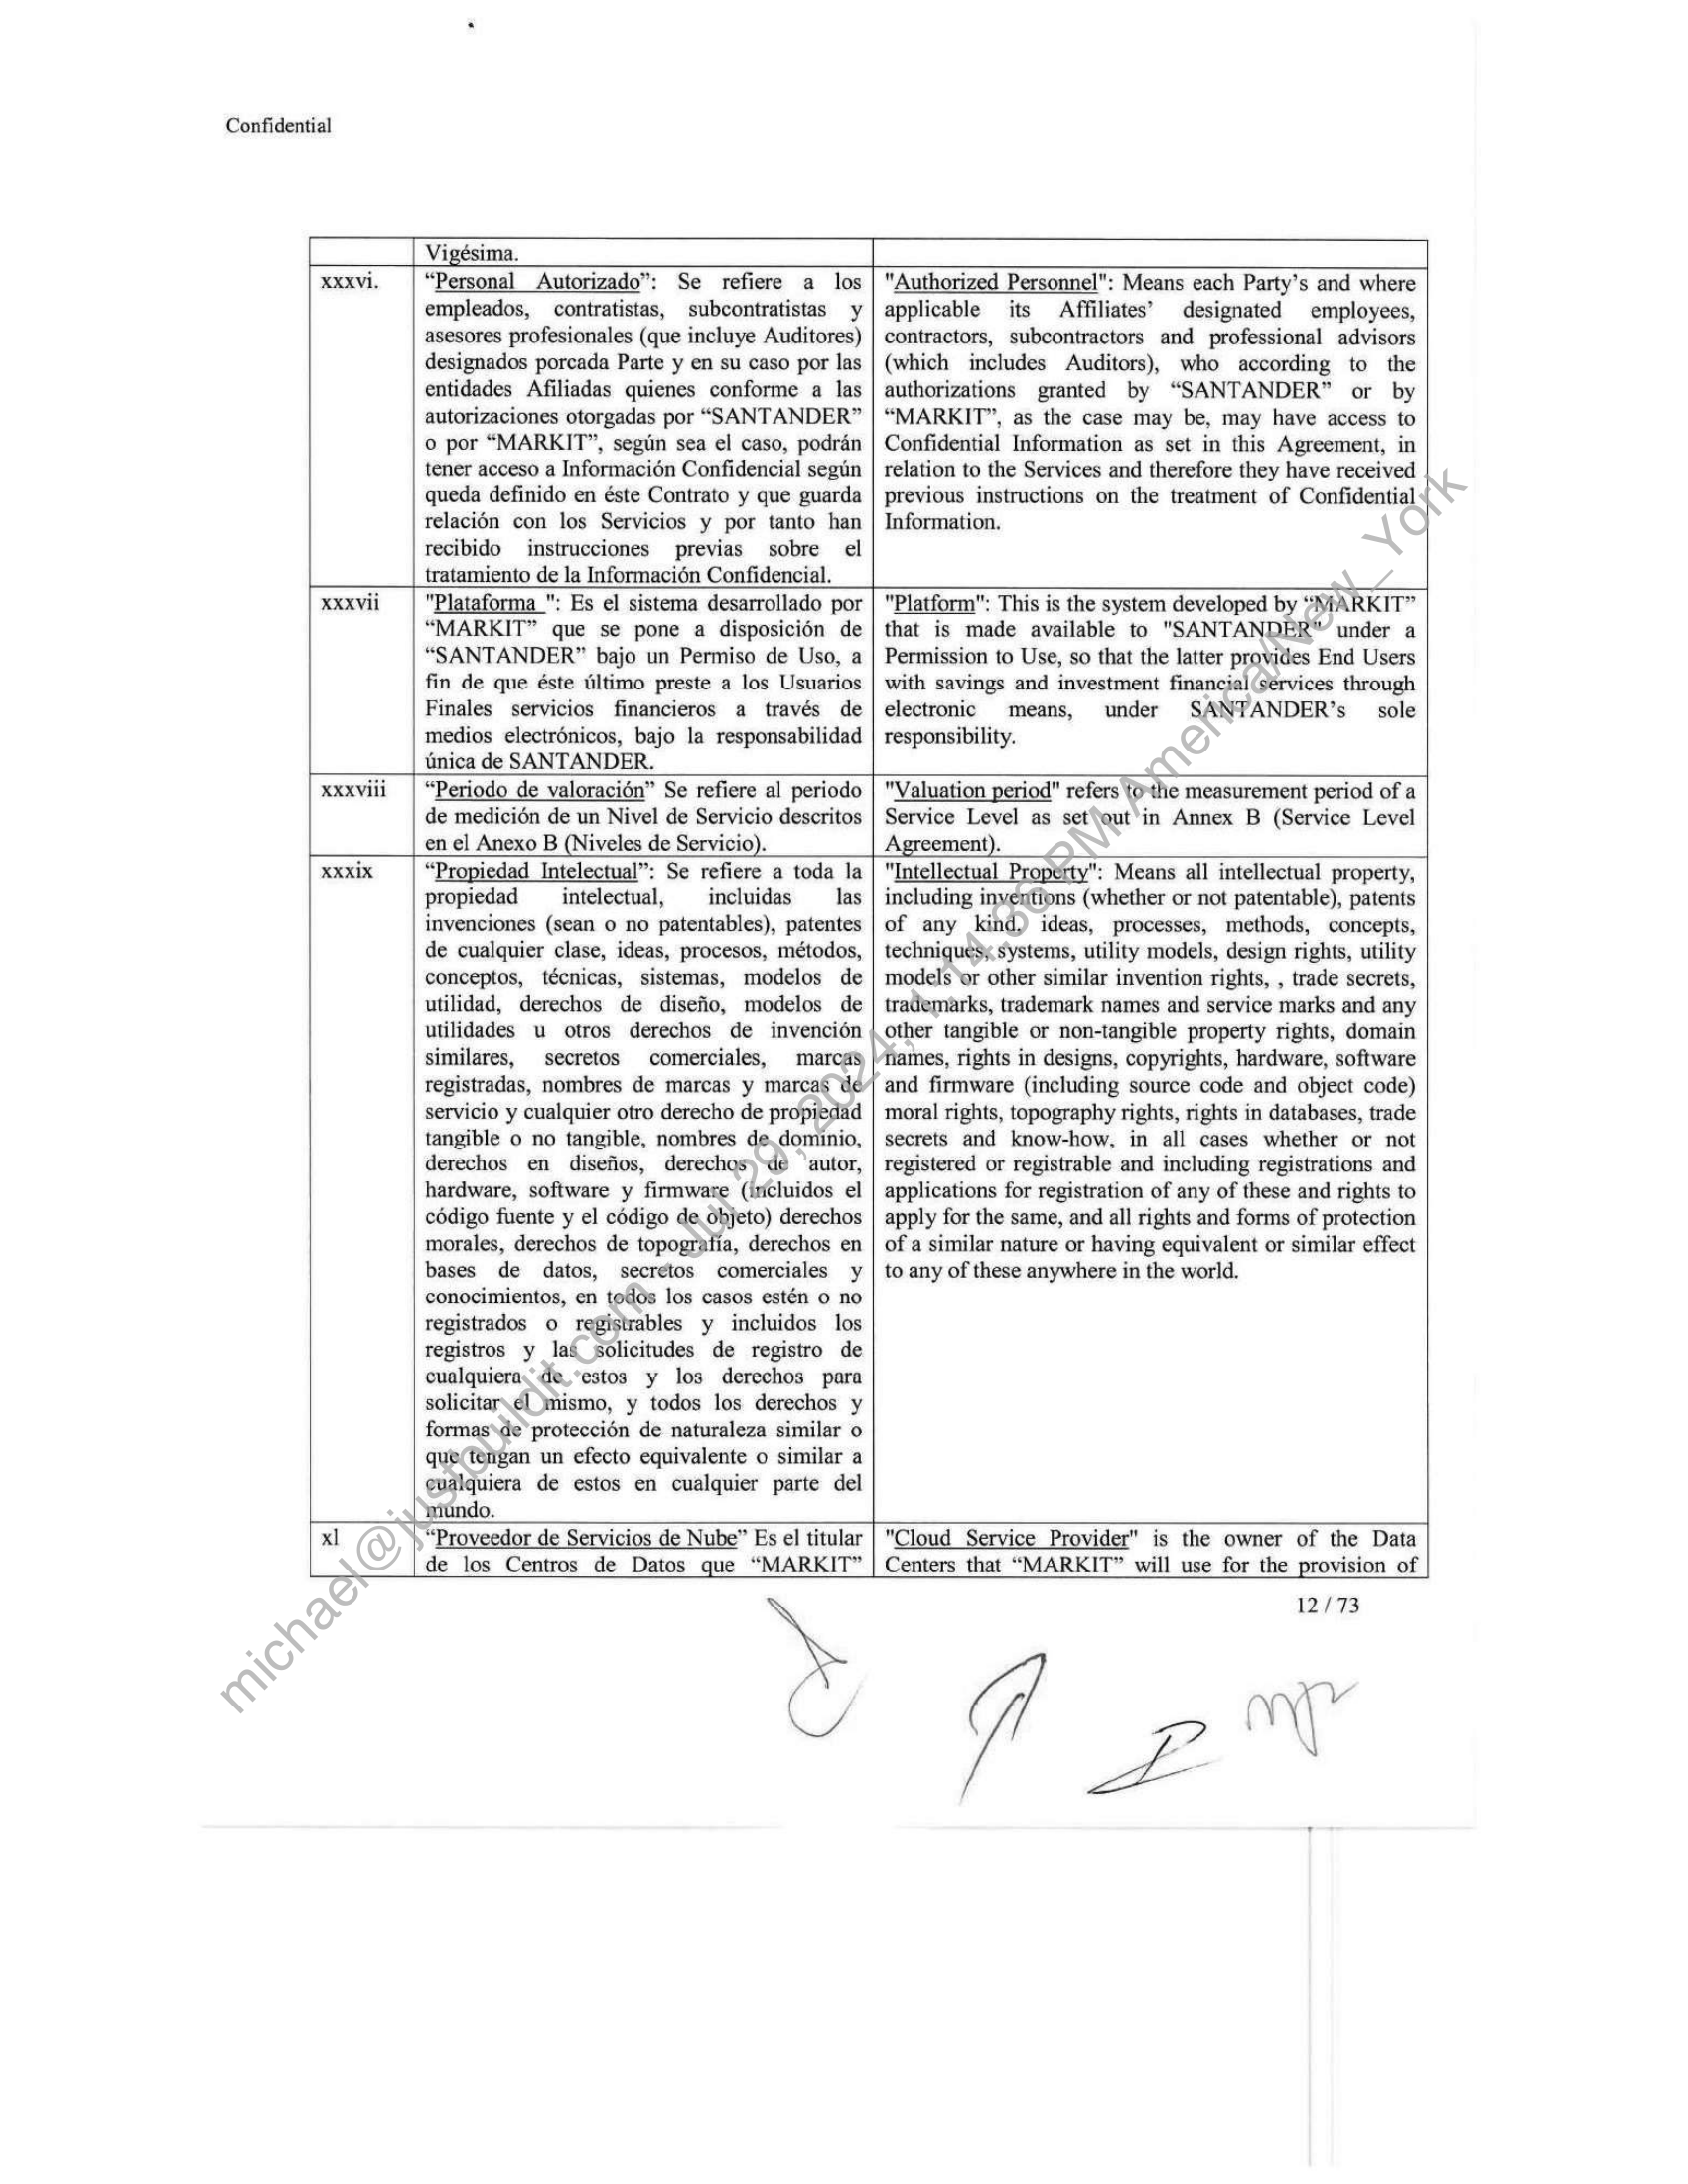 Confidential
Vigésima.
xxxvi.
“Personal Autorizado”: Se refiere a los
empleados, contratistas, subcontratistas y
asesores profesionales (que incluye Auditores)
designados porcada Parte y en su caso por las
entidades Afiliadas quienes conforme a las
autorizaciones otorgadas por “SANTANDER”
o por “MARKIT”, según sea el caso, podrán
tener acceso a Información Confidencial según
queda definido en éste Contrato y que guarda
relación con los Servicios y por tanto han
recibido instrucciones previas sobre el
tratamiento de la Información Confidencial.
"Authorized Personnel": Means each Party’s and where
applicable its Affiliates’ designated employees,
contractors, subcontractors and professional advisors
(which includes Auditors), who according to the
authorizations granted by “SANTANDER” or by
“MARKIT”, as the case may be, may have access to
Confidential Information as set in this Agreement, in
relation to the Services and therefore they have received
previous instructions on the treatment of Confidential
Information.
xxxvii
"Plataforma ": Es el sistema desarrollado por
“MARKIT” que se pone a disposición de
“SANTANDER” bajo un Permiso de Uso, a
fin de que éste último preste a los Usuarios
Finales servicios financieros a través de
medios electrónicos, bajo la responsabilidad
única de SANTANDER.
"Platform": This is the system developed by “MARKIT”
that is made available to "SANTANDER" under a
Permission to Use, so that the latter provides End Users
with savings and investment financial services through
electronic means, under SANTANDER’s sole
responsibility.
xxxviii
“Periodo de valoración” Se refiere al periodo
de medición de un Nivel de Servicio descritos
en el Anexo B (Niveles de Servicio).
"Valuation period" refers to the measurement period of a
Service Level as set out in Annex B (Service Level
Agreement).
xxxix
“Propiedad Intelectual”: Se refiere a toda la
propiedad intelectual, incluidas las
invenciones (sean o no patentables), patentes
de cualquier clase, ideas, procesos, métodos,
conceptos, técnicas, sistemas, modelos de
utilidad, derechos de diseño, modelos de
utilidades u otros derechos de invención
similares, secretos comerciales, marcas
registradas, nombres de marcas y marcas de
servicio y cualquier otro derecho de propiedad
tangible o no tangible, nombres de dominio,
derechos en diseños, derechos de autor,
hardware, software y firmware (incluidos el
código fuente y el código de objeto) derechos
morales, derechos de topografía, derechos en
bases de datos, secretos comerciales y
conocimientos, en todos los casos estén o no
registrados o registrables y incluidos los
registros y las solicitudes de registro de
cualquiera de estos y los derechos para
solicitar el mismo, y todos los derechos y
formas de protección de naturaleza similar o
que tengan un efecto equivalente o similar a
cualquiera de estos en cualquier parte del
mundo.
"Intellectual Property": Means all intellectual property,
including inventions (whether or not patentable), patents
of any kind, ideas, processes, methods, concepts,
techniques, systems, utility models, design rights, utility
models or other similar invention rights, , trade secrets,
trademarks, trademark names and service marks and any
other tangible or non-tangible property rights, domain
names, rights in designs, copyrights, hardware, software
and firmware (including source code and object code)
moral rights, topography rights, rights in databases, trade
secrets and know-how, in all cases whether or not
registered or registrable and including registrations and
applications for registration of any of these and rights to
apply for the same, and all rights and forms of protection
of a similar nature or having equivalent or similar effect
to any of these anywhere in the world.
xl
“Proveedor de Servicios de Nube” Es el titular
de los Centros de Datos que “MARKIT”
"Cloud Service Provider" is the owner of the Data
Centers that “MARKIT” will use for the provision of
12 / 73
michael@justbuildit.com - Jul 29, 2024, 1:14:36 PM America/New_York